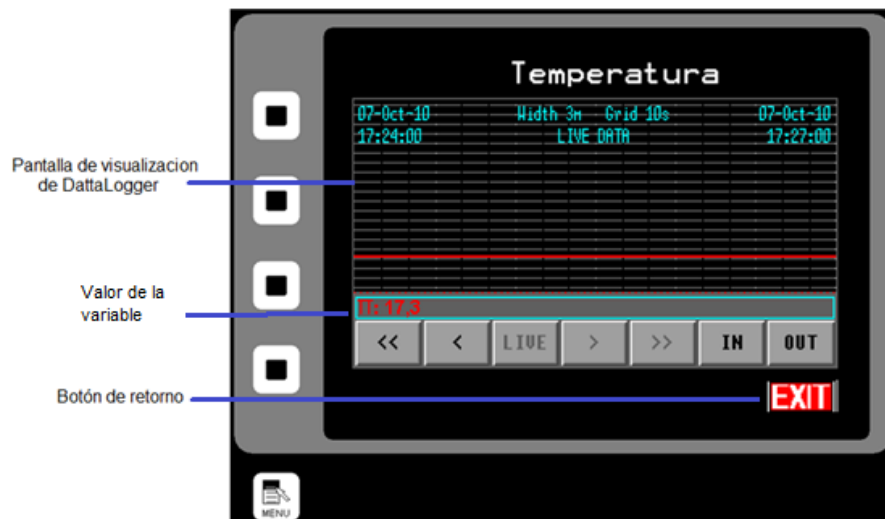 Temperatura
07-Oct-10 Width 3m Grid 10s 07-Oct-10
17:24:00 LIVE DATA 17:27:00
Pantalla de visualizacion
de DattaLogger
Valor de la
variable
TT: 17,3
<< < LIVE > >> IN OUT
Botón de retorno
EXIT
MENU